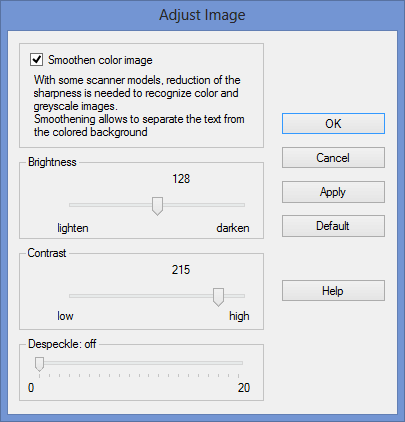 Adjust Image
Smoothen color image
With some scanner models, reduction of the
sharpness is needed to recognize color and
greyscale images.
Smoothening allows to separate the text from
the colored background
OK
Cancel
Apply
Default
Help
Brightness
128
lighten darken
Contrast
215
low high
Despeckle: off
0 20